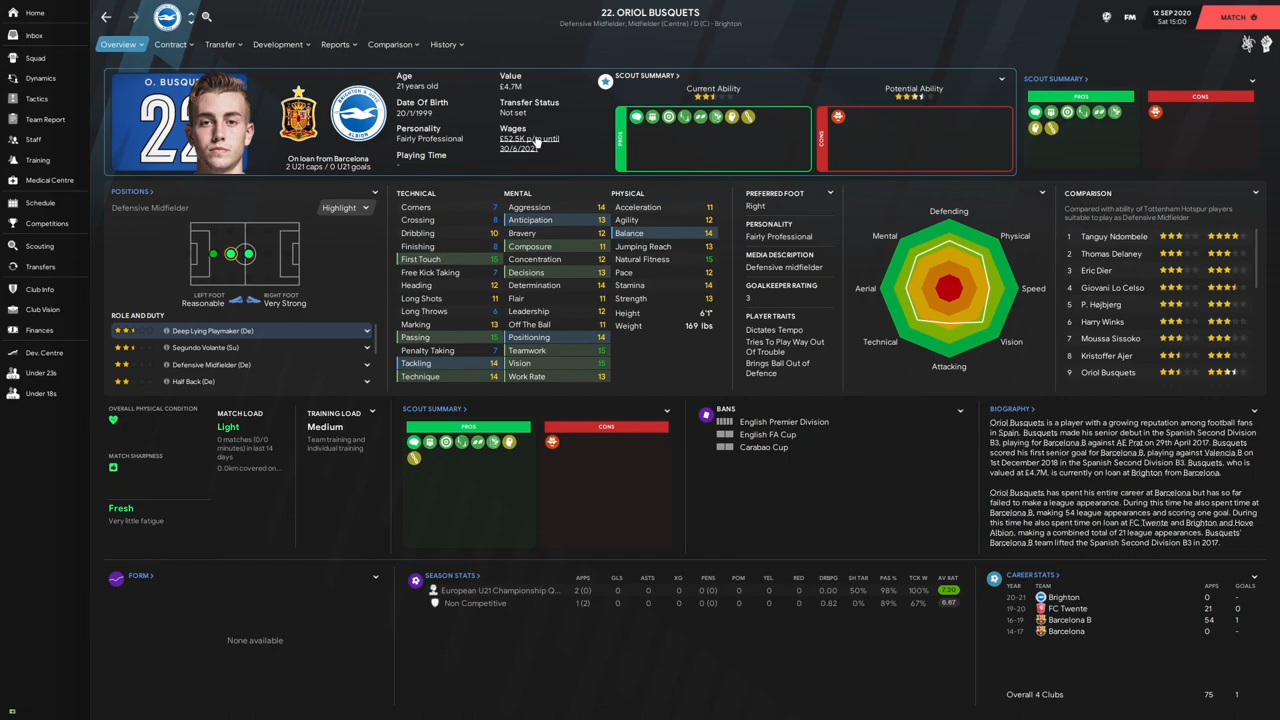 22. ORIOL BUSQUETS
Defensive Midfielder, Midfielder (Centre) / D (C) - Brighton
12 SEP 2020
Sat 15:00
FM
MATCH
Home
Inbox
Squad
Dynamics
Tactics
Team Report
Staff
Training
Medical Centre
Schedule
Competitions
Scouting
Transfers
Club Info
Club Vision
Finances
Dev. Centre
Under 23s
Under 18s
Overview
Contract
Transfer
Development
Reports
Comparison
History
O. BUSQU
22
On loan from Barcelona
2 U21 caps / 0 U21 goals
Age
21 years old
Date Of Birth
20/1/1999
Personality
Fairly Professional
Playing Time
-
Value
£4.7M
Transfer Status
Not set
Wages
£52.5K p/m until
30/6/2021
SCOUT SUMMARY >
Current Ability
Potential Ability
PROS
CONS
SCOUT SUMMARY >
PROS
CONS
POSITIONS >
Defensive Midfielder
Highlight
LEFT FOOT
Reasonable
RIGHT FOOT
Very Strong
ROLE AND DUTY
Deep Lying Playmaker (De)
Segundo Volante (Su)
Defensive Midfielder (De)
Half Back (De)
TECHNICAL
Corners 7
Crossing 8
Dribbling 10
Finishing 8
First Touch 15
Free Kick Taking 7
Heading 12
Long Shots 11
Long Throws 6
Marking 13
Passing 15
Penalty Taking 7
Tackling 14
Technique 14
MENTAL
Aggression 14
Anticipation 13
Bravery 12
Composure 11
Concentration 12
Decisions 13
Determination 14
Flair 11
Leadership 12
Off The Ball 11
Positioning 14
Teamwork 15
Vision 15
Work Rate 13
PHYSICAL
Acceleration 11
Agility 12
Balance 14
Jumping Reach 13
Natural Fitness 15
Pace 12
Stamina 14
Strength 13
Height 6'1"
Weight 169 lbs
PREFERRED FOOT
Right
PERSONALITY
Fairly Professional
MEDIA DESCRIPTION
Defensive midfielder
GOALKEEPER RATING
3
PLAYER TRAITS
Dictates Tempo
Tries To Play Way Out
Of Trouble
Brings Ball Out of
Defence
Defending
Physical
Speed
Vision
Attacking
Technical
Aerial
Mental
COMPARISON
Compared with ability of Tottenham Hotspur players
suitable to play as Defensive Midfielder
1 Tanguy Ndombele
2 Thomas Delaney
3 Eric Dier
4 Giovani Lo Celso
5 P. Højbjerg
6 Harry Winks
7 Moussa Sissoko
8 Kristoffer Ajer
9 Oriol Busquets
OVERALL PHYSICAL CONDITION
MATCH SHARPNESS
Fresh
Very little fatigue
MATCH LOAD
Light
0 matches (0/0
minutes) in last 14
days
0.0km covered on...
TRAINING LOAD
Medium
Team training and
individual training
SCOUT SUMMARY >
PROS
CONS
BANS
English Premier Division
English FA Cup
Carabao Cup
BIOGRAPHY
Oriol Busquets is a player with a growing reputation among football fans
in Spain. Busquets made his senior debut in the Spanish Second Division
B3, playing for Barcelona B against AE Prat on 29th April 2017. Busquets
scored his first senior goal for Barcelona B, playing against Valencia B on
1st December 2018 in the Spanish Second Division B3. Busquets, who is
valued at £4.7M, is currently on loan at Brighton from Barcelona.
Oriol Busquets has spent his entire career at Barcelona but has so far
failed to make a league appearance. During this time he also spent time at
Barcelona B, making 54 league appearances and scoring one goal. During
this time he also spent time on loan at FC Twente and Brighton and Hove
Albion, making a combined total of 21 league appearances. Busquets'
Barcelona B team lifted the Spanish Second Division B3 in 2017.
FORM >
None available
SEASON STATS > APPS GLS ASTS XG PENS POM YEL RED DRBPG SH TAR PAS % TCK W AV RAT
European U21 Championship Q... 2 (0) 0 0 0 0 (0) 0 0 0 0.00 50% 98% 100% 7.20
Non Competitive 1 (2) 0 0 0 0 (0) 0 0 0 0.82 0% 89% 67% 6.67
CAREER STATS >
YEAR TEAM APPS GOALS
20-21 Brighton 0 -
19-20 FC Twente 21 0
16-19 Barcelona B 54 1
14-17 Barcelona 0 -
Overall 4 Clubs 75 1